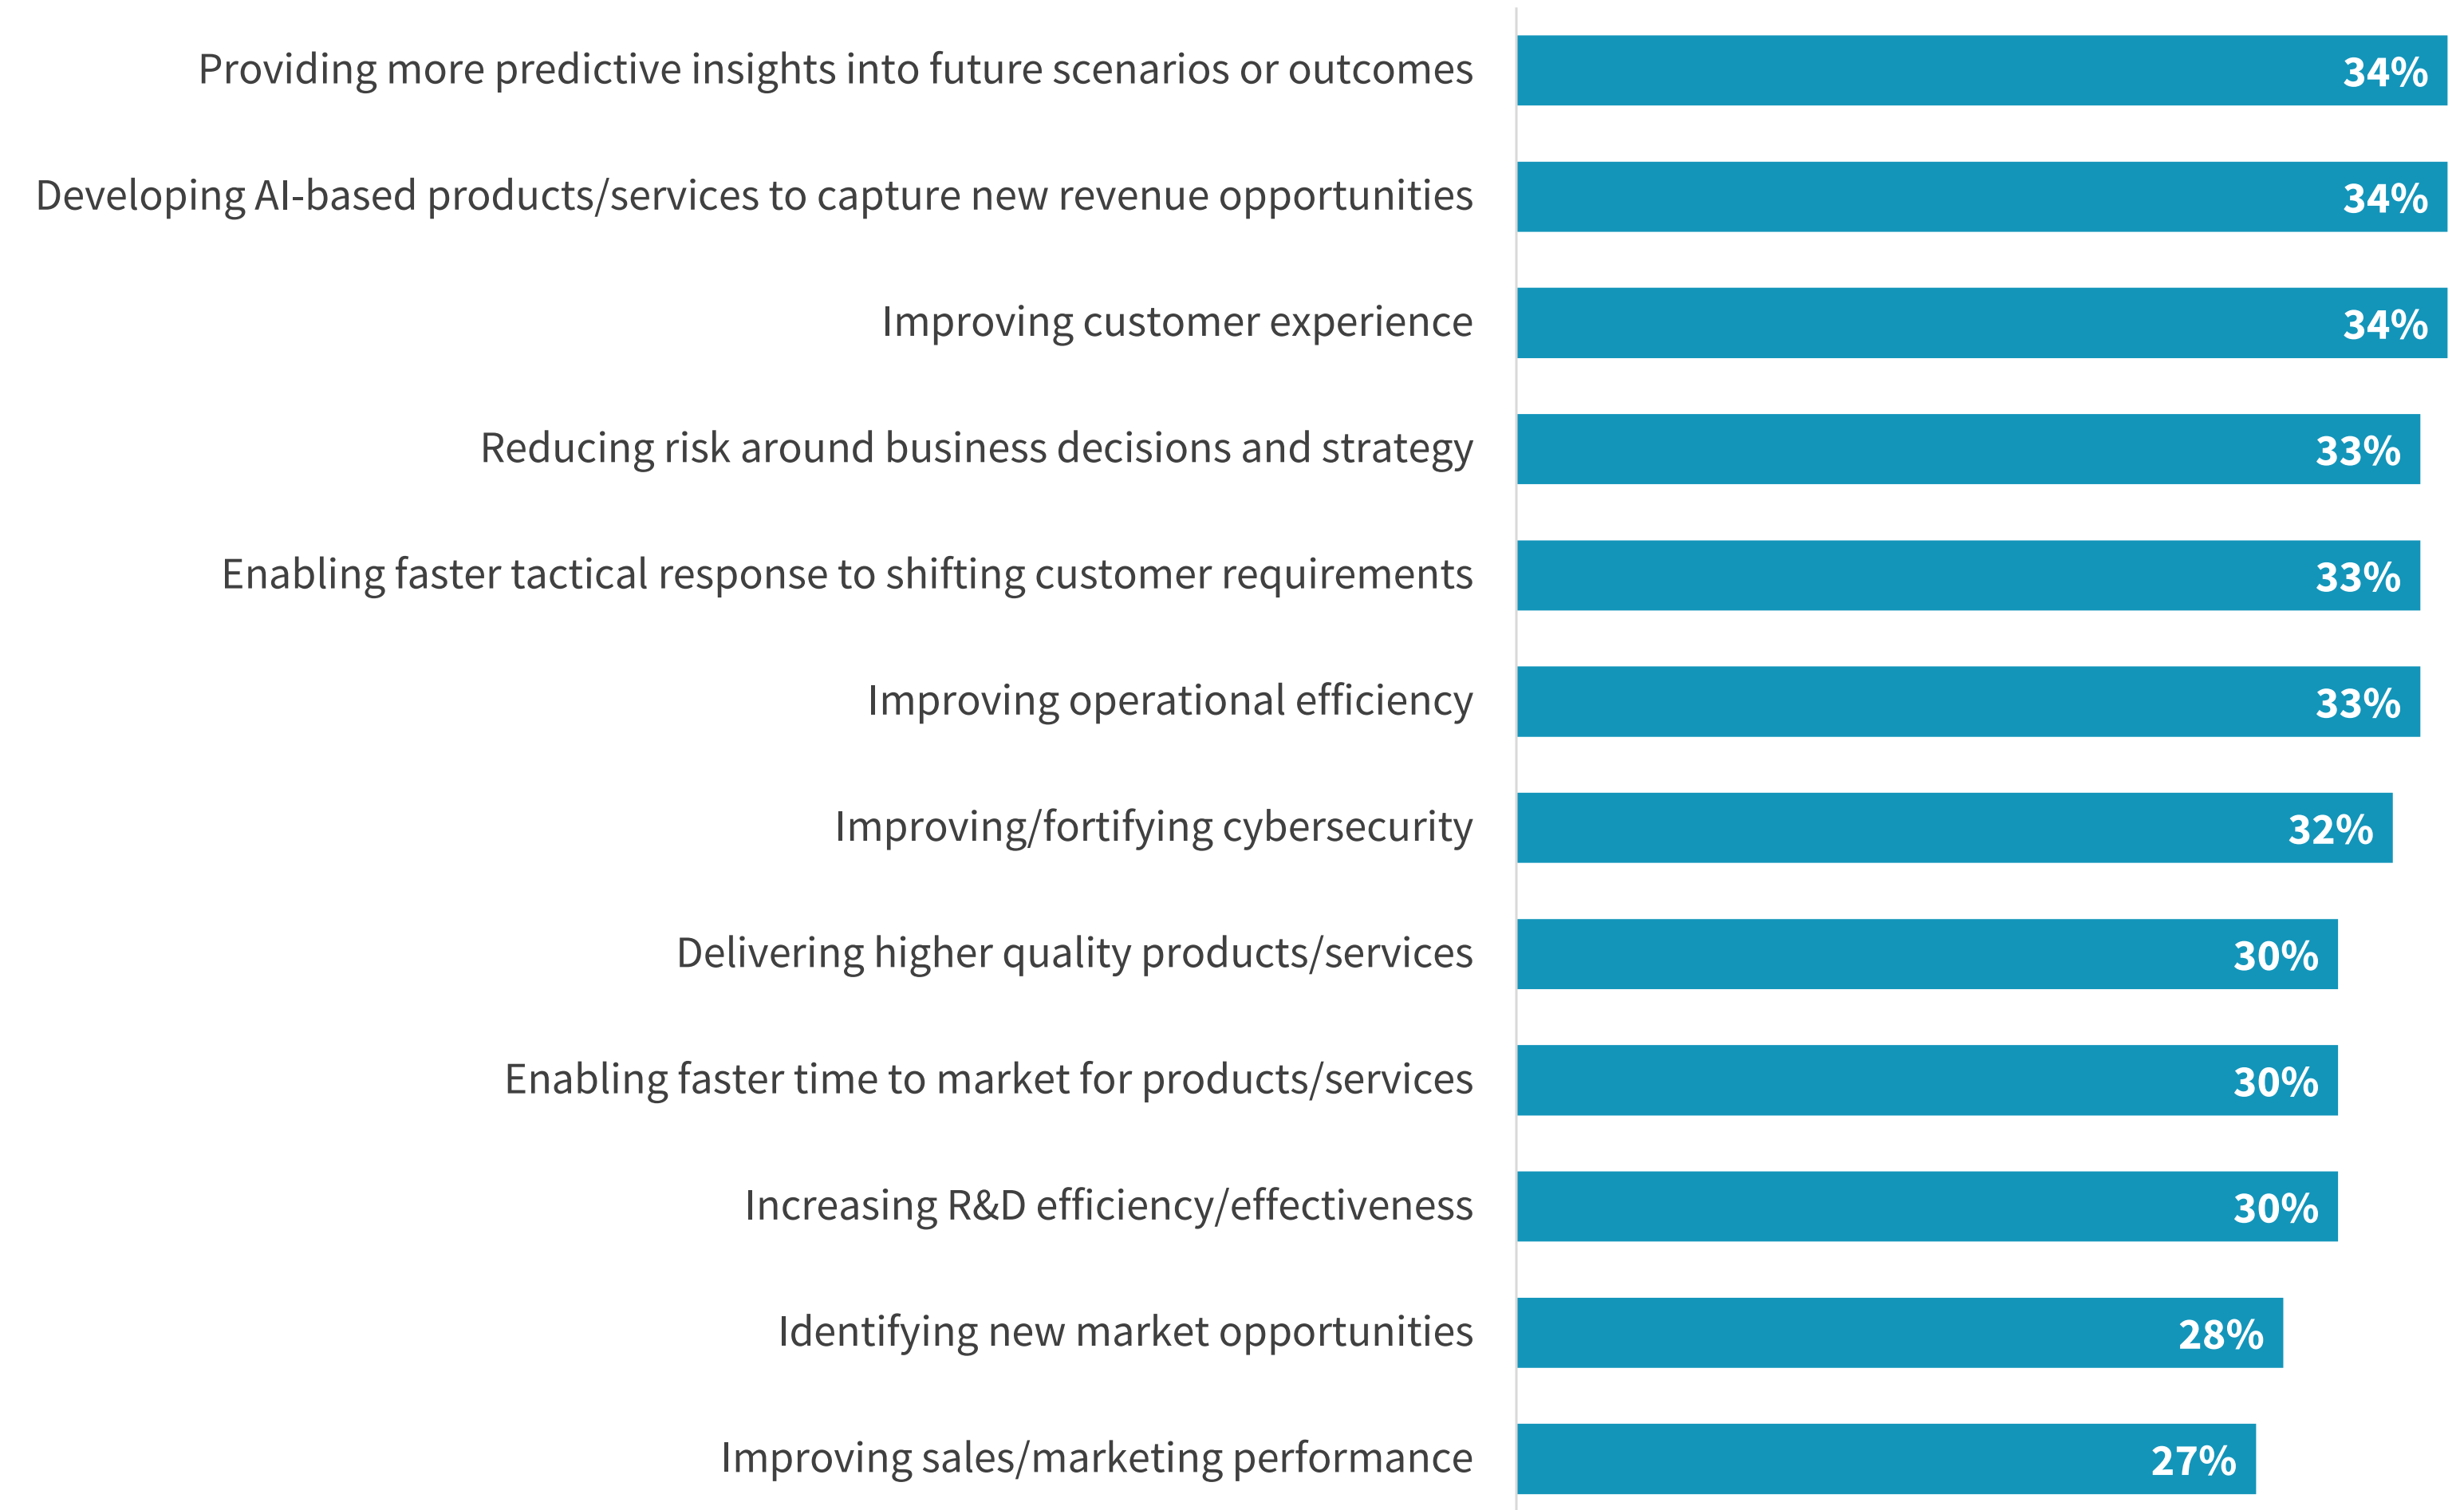 Providing more predictive insights into future scenarios or outcomes 34%
Developing AI-based products/services to capture new revenue opportunities 34%
Improving customer experience 34%
Reducing risk around business decisions and strategy 33%
Enabling faster tactical response to shifting customer requirements 33%
Improving operational efficiency 33%
Improving/fortifying cybersecurity 32%
Delivering higher quality products/services 30%
Enabling faster time to market for products/services 30%
Increasing R&D efficiency/effectiveness 30%
Identifying new market opportunities 28%
Improving sales/marketing performance 27%